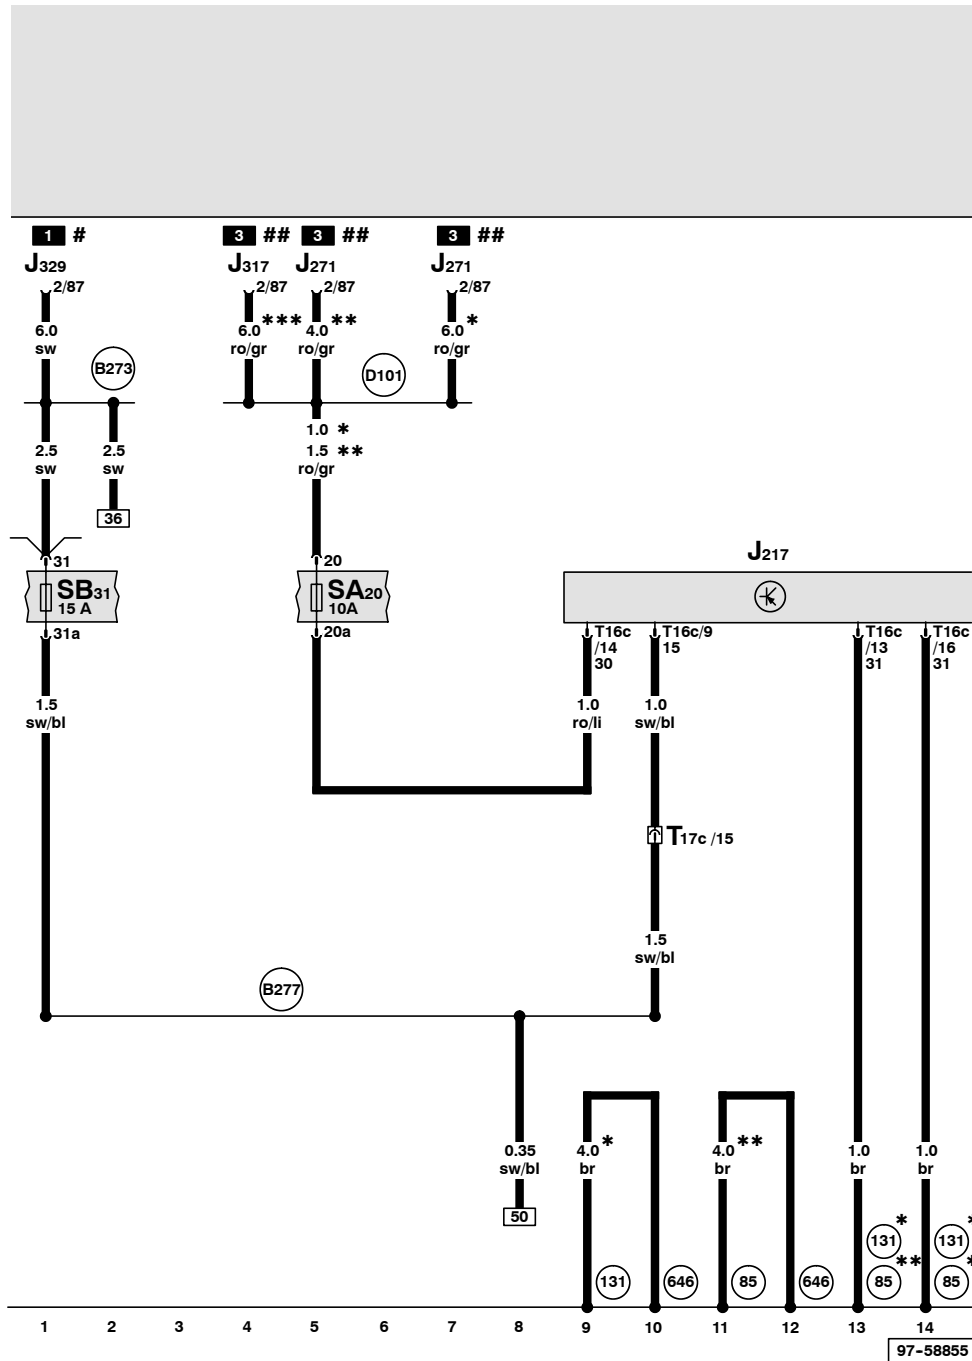 1 # 3 ## 3 ## 3 ##
J329 J317 J271 J271
2/87 2/87 2/87 2/87
*** ** *
6.0 6.0 4.0 6.0
sw ro/gr ro/gr ro/gr
B273 D101
1.0 *
2.5 2.5 1.5 **
sw sw ro/gr
36
31 20 J217
SB31 SA20
15 A 10A
31a 20a T16c T16c/9 T16c T16c
/14 15 /13 /16
30 31 31
1.5 1.0 1.0
sw/bl ro/li sw/bl
T17c /15
1.5
sw/bl
B277
0.35 4.0 * 4.0 ** 1.0 1.0
sw/bl br br br br
50 * *
131 131
** *
131 646 85 646 85 85
1 2 3 4 5 6 7 8 9 10 11 12 13 14
97-58855